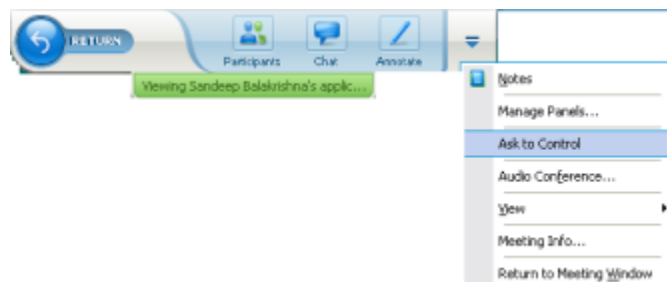 RETURN
Participants Chat Annotate
Viewing Sandeep Balakrishna's applic...
Notes
Manage Panels...
Ask to Control
Audio Conference...
View
Meeting Info...
Return to Meeting Window